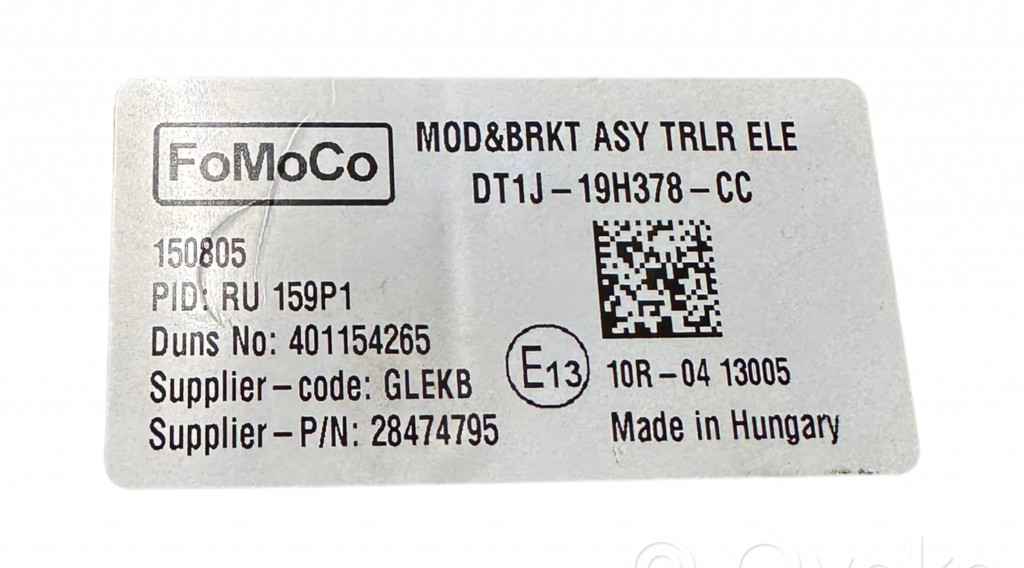 FoMoCo
MOD&BRKT ASY TRLR ELE
DT1J-19H378-CC
150805
PID: RU 159P1
Duns No: 401154265
Supplier-code: GLEKB
Supplier-P/N: 28474795
E13
10R-04 13005
Made in Hungary